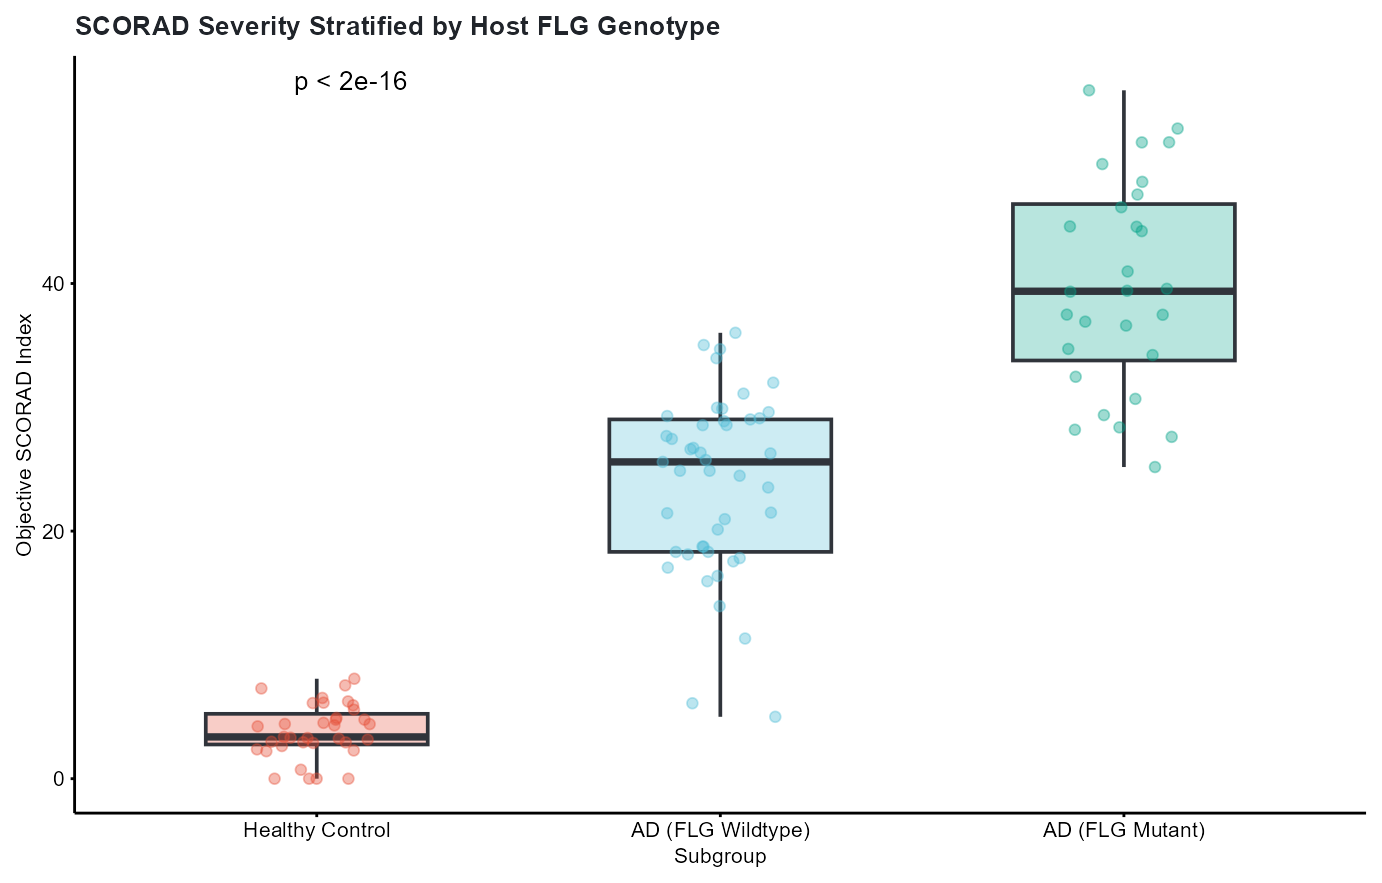 SCORAD Severity Stratified by Host FLG Genotype
p < 2e-16
Objective SCORAD Index
40
20
0
Healthy Control
AD (FLG Wildtype)
AD (FLG Mutant)
Subgroup